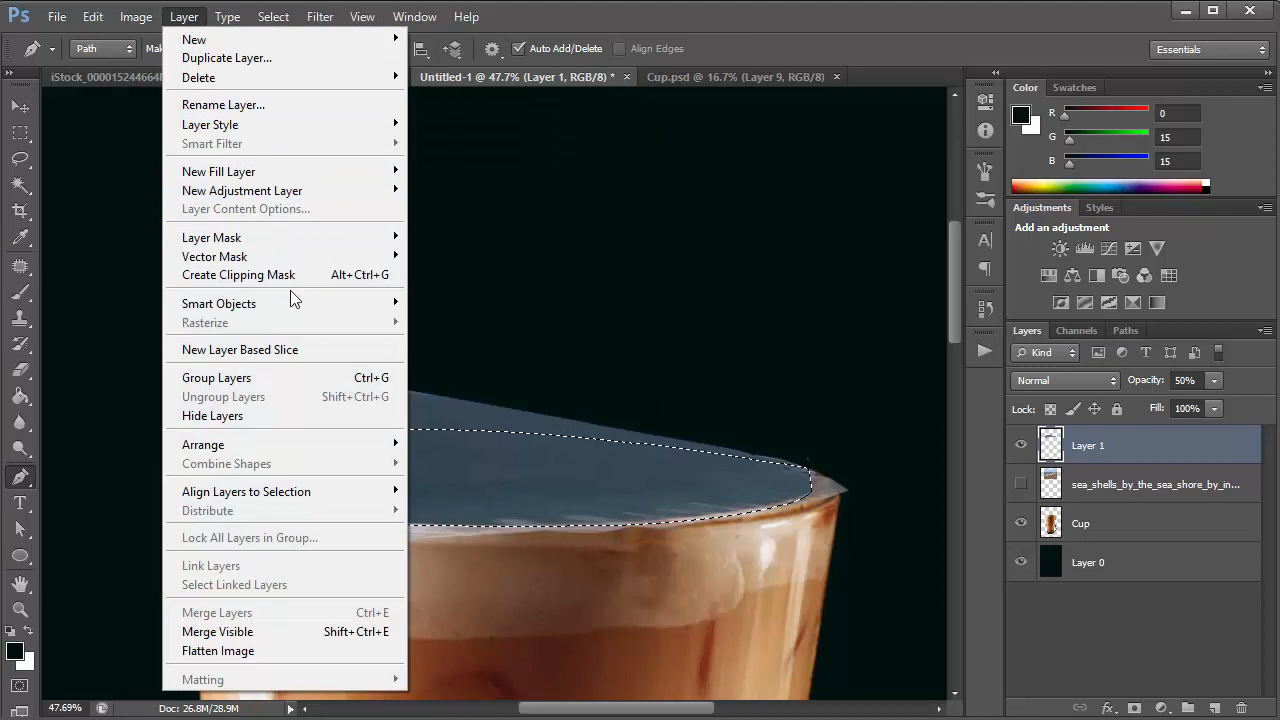 Ps File Edit Image Layer Type Select Filter View Window Help
Path Auto Add/Delete Align Edges Essentials
Untitled-1 @ 47.7% (Layer 1, RGB/8) * × Cup.psd @ 16.7% (Layer 9, RGB/8) ×
New
Duplicate Layer...
Delete
Rename Layer...
Layer Style
Smart Filter
New Fill Layer
New Adjustment Layer
Layer Content Options...
Layer Mask
Vector Mask
Create Clipping Mask Alt+Ctrl+G
Smart Objects
Rasterize
New Layer Based Slice
Group Layers Ctrl+G
Ungroup Layers Shift+Ctrl+G
Hide Layers
Arrange
Combine Shapes
Align Layers to Selection
Distribute
Lock All Layers in Group...
Link Layers
Select Linked Layers
Merge Layers Ctrl+E
Merge Visible Shift+Ctrl+E
Flatten Image
Matting
Color Swatches
R 0
G 15
B 15
Adjustments Styles
Add an adjustment
Layers Channels Paths
Kind
Normal Opacity: 50%
Lock: Fill: 100%
Layer 1
sea_shells_by_the_sea_shore_by_in...
Cup
Layer 0
47.69% Doc: 26.8M/28.9M